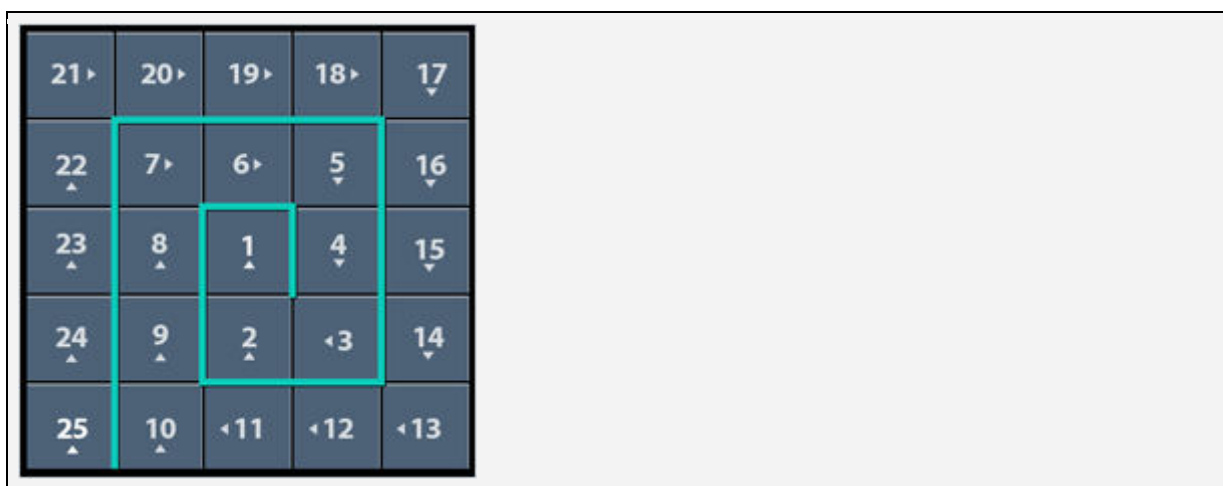 21▸ 20▸ 19▸ 18▸ 17▾
22▴ 7▸ 6▸ 5▾ 16▾
23▴ 8▴ 1▴ 4▾ 15▾
24▴ 9▴ 2▴ ◂3 14▾
25▴ 10▴ ◂11 ◂12 ◂13